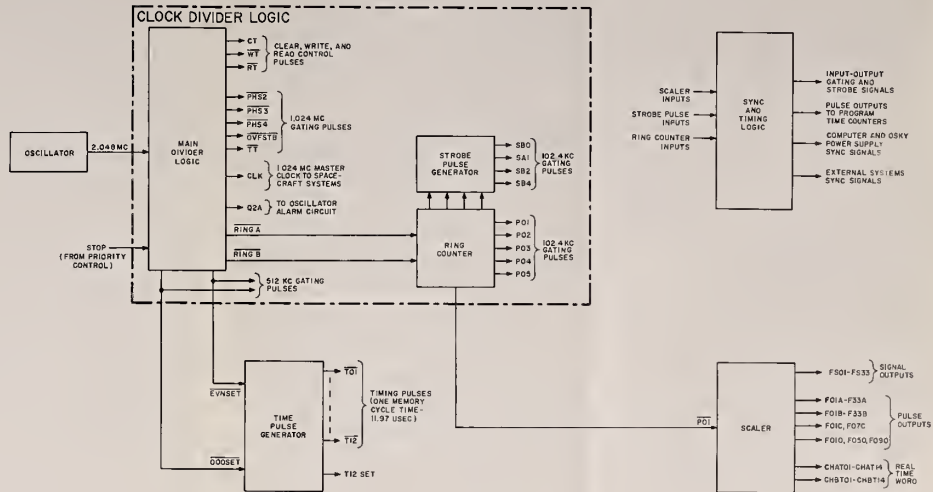 CLOCK DIVIDER LOGIC
OSCILLATOR
2.048 MC
STOP
(FROM PRIORITY
CONTROL)
MAIN
DIVIDER
LOGIC
CT
WT
RT
CLEAR, WRITE, AND
READ CONTROL
PULSES
PHS2
PHS3
PHS4
OVFSTB
TT
1.024 MC
GATING PULSES
CLK
1.024 MC MASTER
CLOCK TO SPACE-
CRAFT SYSTEMS
Q2A
TO OSCILLATOR
ALARM CIRCUIT
RING A
RING B
512 KC GATING
PULSES
STROBE
PULSE
GENERATOR
SB0
SA1
SB2
SB4
102.4 KC
GATING
PULSES
RING
COUNTER
P01
P02
P03
P04
P05
102.4 KC
GATING
PULSES
SCALER
INPUTS
STROBE PULSE
INPUTS
RING COUNTER
INPUTS
SYNC
AND
TIMING
LOGIC
INPUT-OUTPUT
GATING AND
STROBE SIGNALS
PULSE OUTPUTS
TO PROGRAM
TIME COUNTERS
COMPUTER AND DSKY
POWER SUPPLY
SYNC SIGNALS
EXTERNAL SYSTEMS
SYNC SIGNALS
EVNSET
ODDSET
TIME
PULSE
GENERATOR
T01
T12
TIMING PULSES
(ONE MEMORY
CYCLE TIME-
11.97 USEC)
T12 SET
P01
SCALER
FS01-FS33
SIGNAL
OUTPUTS
F01A-F33A
F01B-F33B
F01C, F07C
F01D, F05D, F09D
PULSE
OUTPUTS
CHAT01-CHAT14
CHBT01-CHBT14
REAL
TIME
WORD